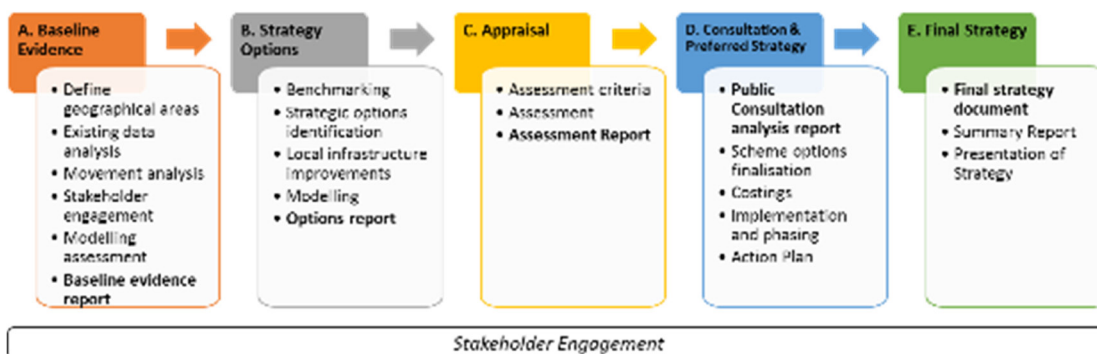 A. Baseline
Evidence
• Define
geographical areas
• Existing data
analysis
• Movement analysis
• Stakeholder
engagement
• Modelling
assessment
• Baseline evidence
report
B. Strategy
Options
• Benchmarking
• Strategic options
identification
• Local infrastructure
improvements
• Modelling
• Options report
C. Appraisal
• Assessment criteria
• Assessment
• Assessment Report
D. Consultation &
Preferred Strategy
• Public
Consultation
analysis report
• Scheme options
finalisation
• Costings
• Implementation
and phasing
• Action Plan
E. Final Strategy
• Final strategy
document
• Summary Report
• Presentation of
Strategy
Stakeholder Engagement